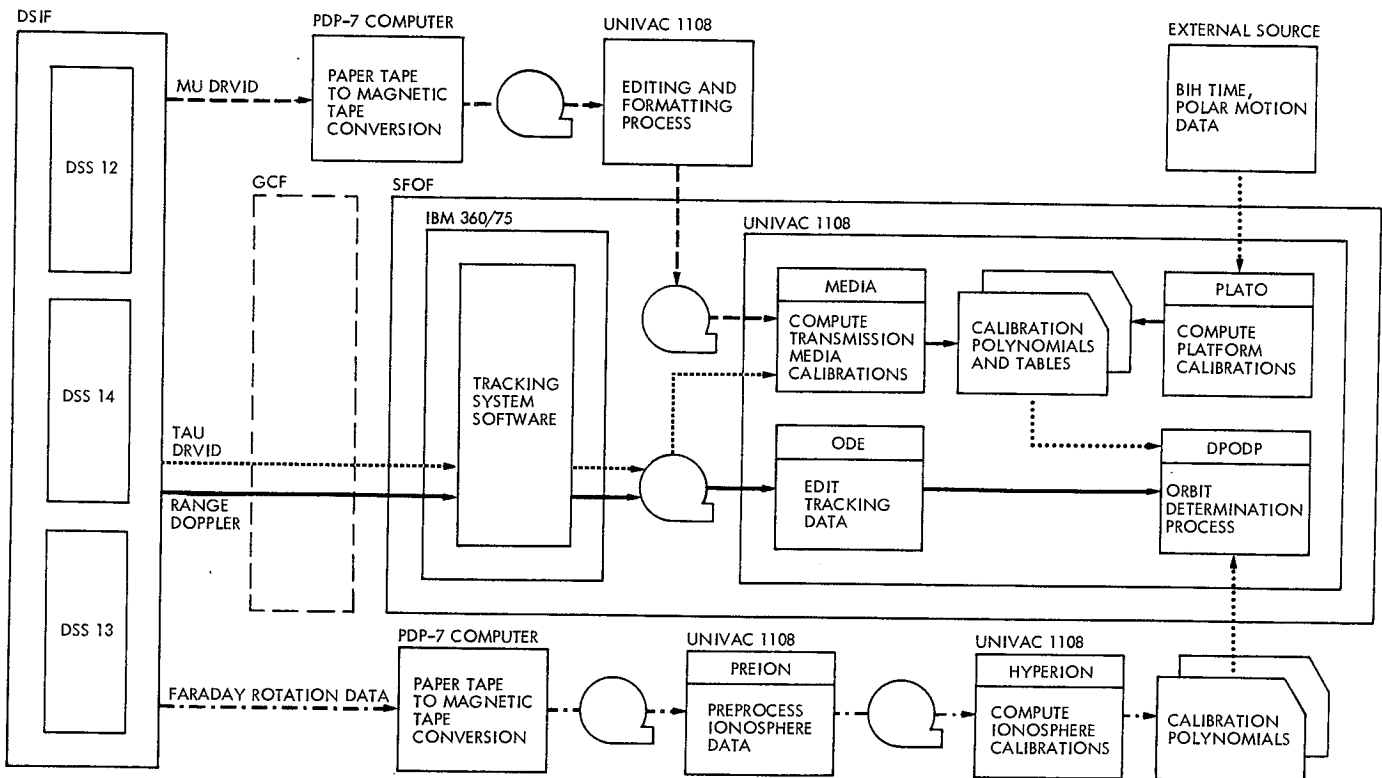 DSIF
DSS 12
DSS 14
DSS 13
MU DRVID
PDP-7 COMPUTER
PAPER TAPE
TO MAGNETIC
TAPE
CONVERSION
UNIVAC 1108
EDITING AND
FORMATTING
PROCESS
EXTERNAL SOURCE
BIH TIME,
POLAR MOTION
DATA
GCF
SFOF
IBM 360/75
TRACKING
SYSTEM
SOFTWARE
TAU
DRVID
RANGE
DOPPLER
UNIVAC 1108
MEDIA
COMPUTE
TRANSMISSION
MEDIA
CALIBRATIONS
CALIBRATION
POLYNOMIALS
AND TABLES
PLATO
COMPUTE
PLATFORM
CALIBRATIONS
ODE
EDIT
TRACKING
DATA
DPODP
ORBIT
DETERMINATION
PROCESS
FARADAY ROTATION DATA
PDP-7 COMPUTER
PAPER TAPE
TO MAGNETIC
TAPE
CONVERSION
UNIVAC 1108
PREION
PREPROCESS
IONOSPHERE
DATA
UNIVAC 1108
HYPERION
COMPUTE
IONOSPHERE
CALIBRATIONS
CALIBRATION
POLYNOMIALS